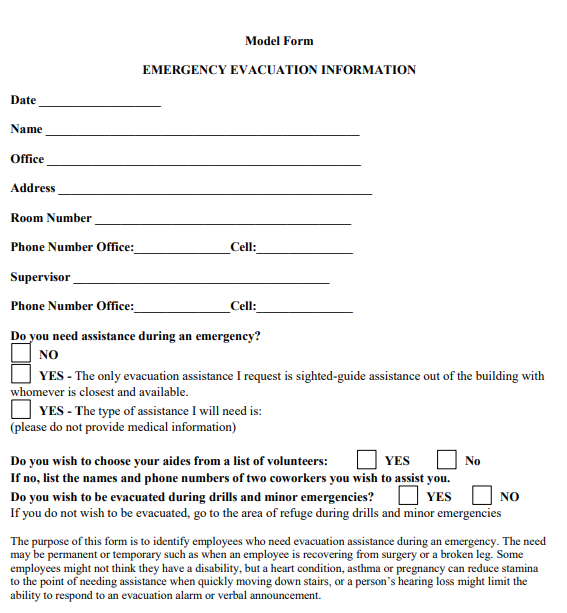 Model Form
EMERGENCY EVACUATION INFORMATION
Date ___________________
Name _________________________________________________
Office _________________________________________________
Address _________________________________________________
Room Number ________________________________________
Phone Number Office:_______________Cell:_______________
Supervisor ________________________________________
Phone Number Office:_______________Cell:_______________
Do you need assistance during an emergency?
NO
YES - The only evacuation assistance I request is sighted-guide assistance out of the building with
whomever is closest and available.
YES - The type of assistance I will need is:
(please do not provide medical information)
Do you wish to choose your aides from a list of volunteers: YES No
If no, list the names and phone numbers of two coworkers you wish to assist you.
Do you wish to be evacuated during drills and minor emergencies? YES NO
If you do not wish to be evacuated, go to the area of refuge during drills and minor emergencies
The purpose of this form is to identify employees who need evacuation assistance during an emergency. The need
may be permanent or temporary such as when an employee is recovering from surgery or a broken leg. Some
employees might not think they have a disability, but a heart condition, asthma or pregnancy can reduce stamina
to the point of needing assistance when quickly moving down stairs, or a person's hearing loss might limit the
ability to respond to an evacuation alarm or verbal announcement.